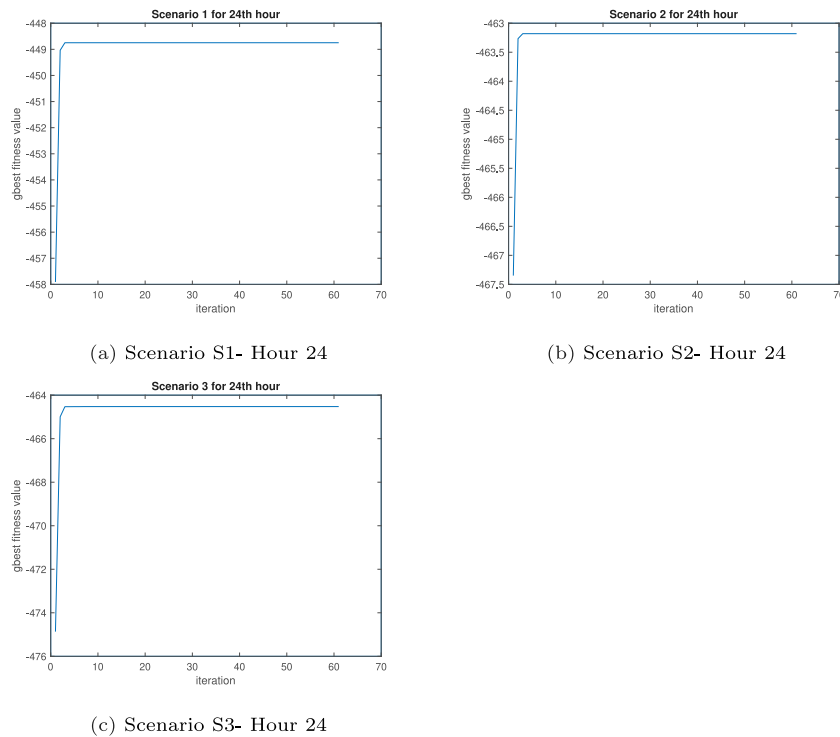 Scenario 1 for 24th hour
-448
-449
-450
-451
-452
-453
-454
-455
-456
-457
-458
gbest fitness value
0 10 20 30 40 50 60 70
iteration
(a) Scenario S1- Hour 24
Scenario 2 for 24th hour
-463
-463.5
-464
-464.5
-465
-465.5
-466
-466.5
-467
-467.5
gbest fitness value
0 10 20 30 40 50 60 70
iteration
(b) Scenario S2- Hour 24
Scenario 3 for 24th hour
-464
-466
-468
-470
-472
-474
-476
gbest fitness value
0 10 20 30 40 50 60 70
iteration
(c) Scenario S3- Hour 24